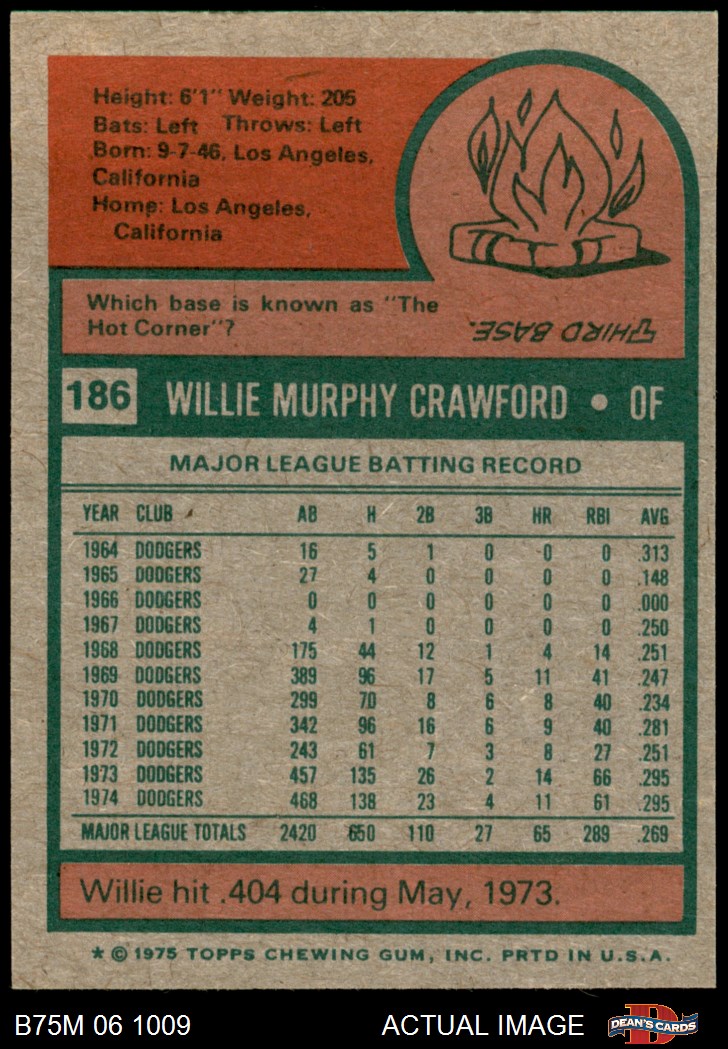 Height: 6'1" Weight: 205
Bats: Left Throws: Left
Born: 9-7-46, Los Angeles,
California
Home: Los Angeles,
California
Which base is known as "The
Hot Corner"?
THIRD BASE.
186 WILLIE MURPHY CRAWFORD • OF
MAJOR LEAGUE BATTING RECORD
YEAR CLUB AB H 2B 3B HR RBI AVG
1964 DODGERS 16 5 1 0 0 0 .313
1965 DODGERS 27 4 0 0 0 0 .148
1966 DODGERS 0 0 0 0 0 0 .000
1967 DODGERS 4 1 0 0 0 0 .250
1968 DODGERS 175 44 12 1 4 14 .251
1969 DODGERS 389 96 17 5 11 41 .247
1970 DODGERS 299 70 8 6 8 40 .234
1971 DODGERS 342 96 16 6 9 40 .281
1972 DODGERS 243 61 7 3 8 27 .251
1973 DODGERS 457 135 26 2 14 66 .295
1974 DODGERS 468 138 23 4 11 61 .295
MAJOR LEAGUE TOTALS 2420 650 110 27 65 289 .269
Willie hit .404 during May, 1973.
* © 1975 TOPPS CHEWING GUM, INC. PRTD IN U.S.A.
B75M 06 1009 ACTUAL IMAGE
D
DEAN'S CARDS